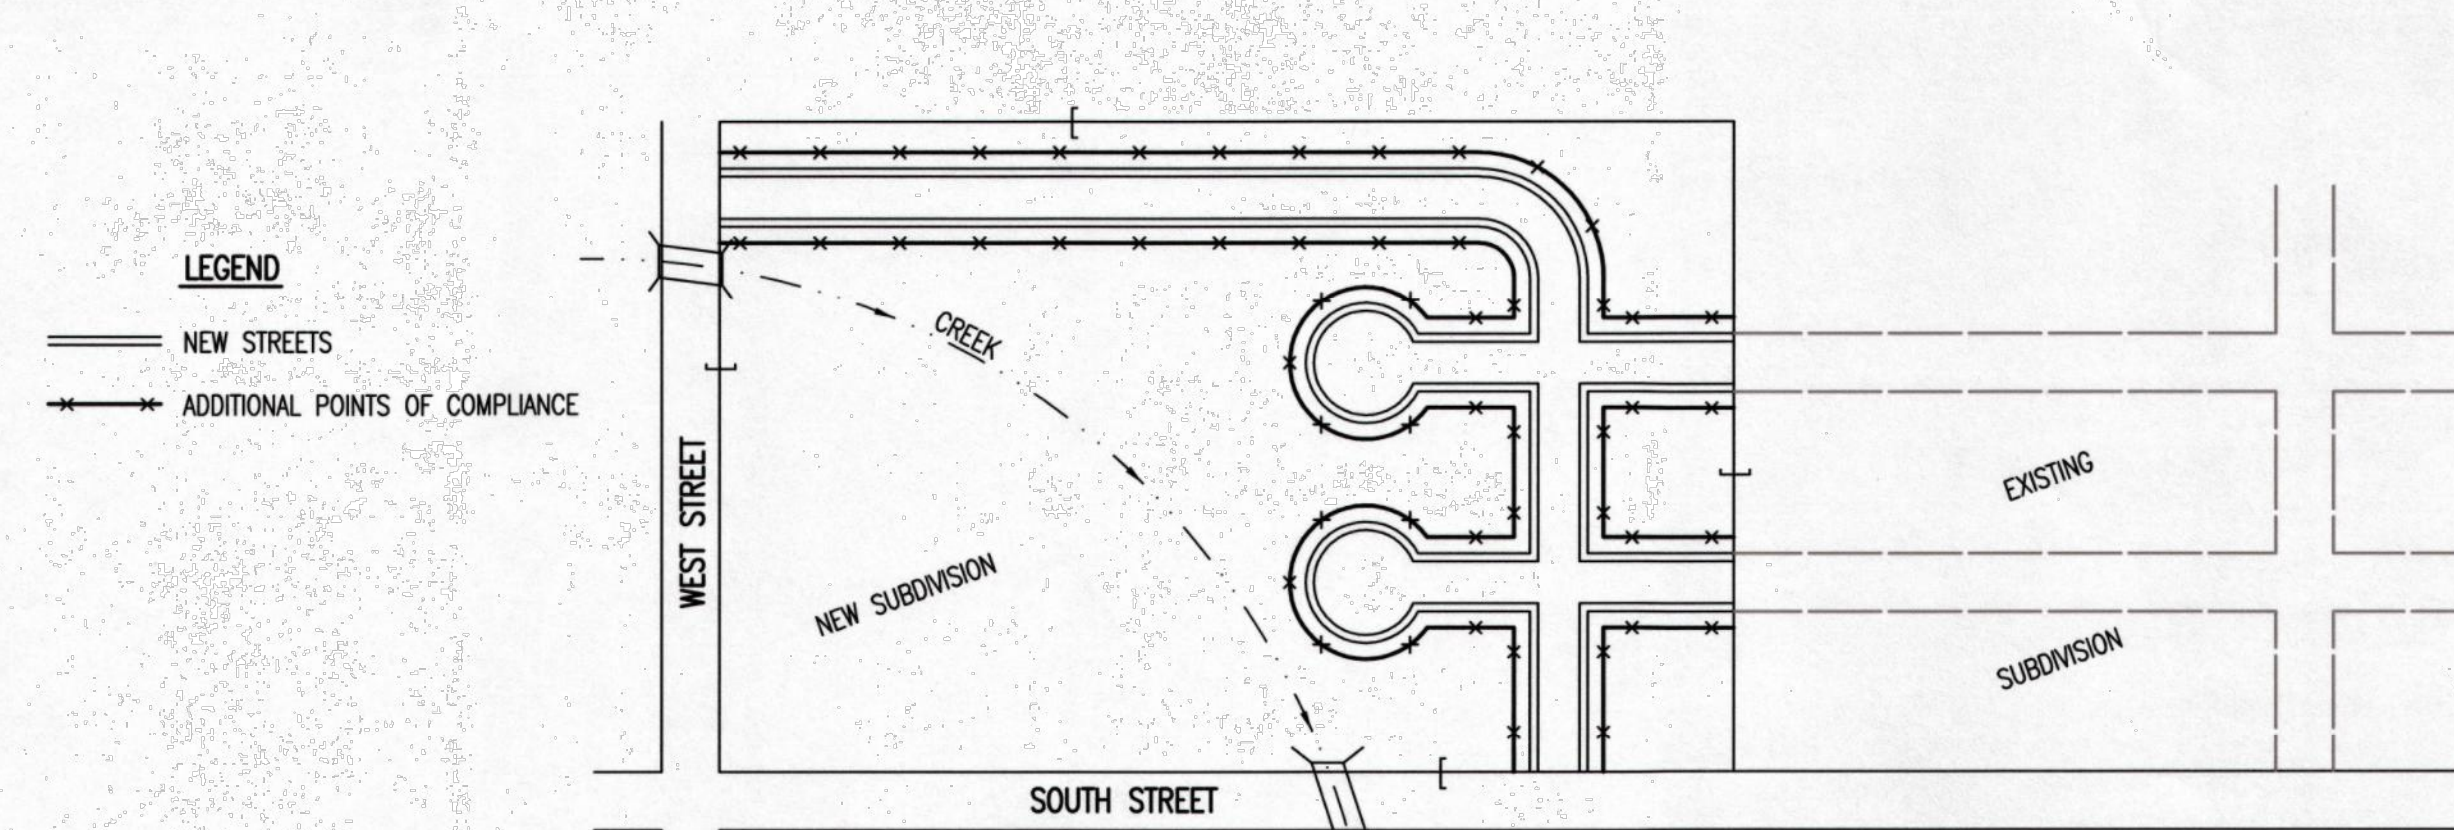 LEGEND
NEW STREETS
ADDITIONAL POINTS OF COMPLIANCE
CREEK
WEST STREET
NEW SUBDIVISION
SOUTH STREET
EXISTING
SUBDIVISION